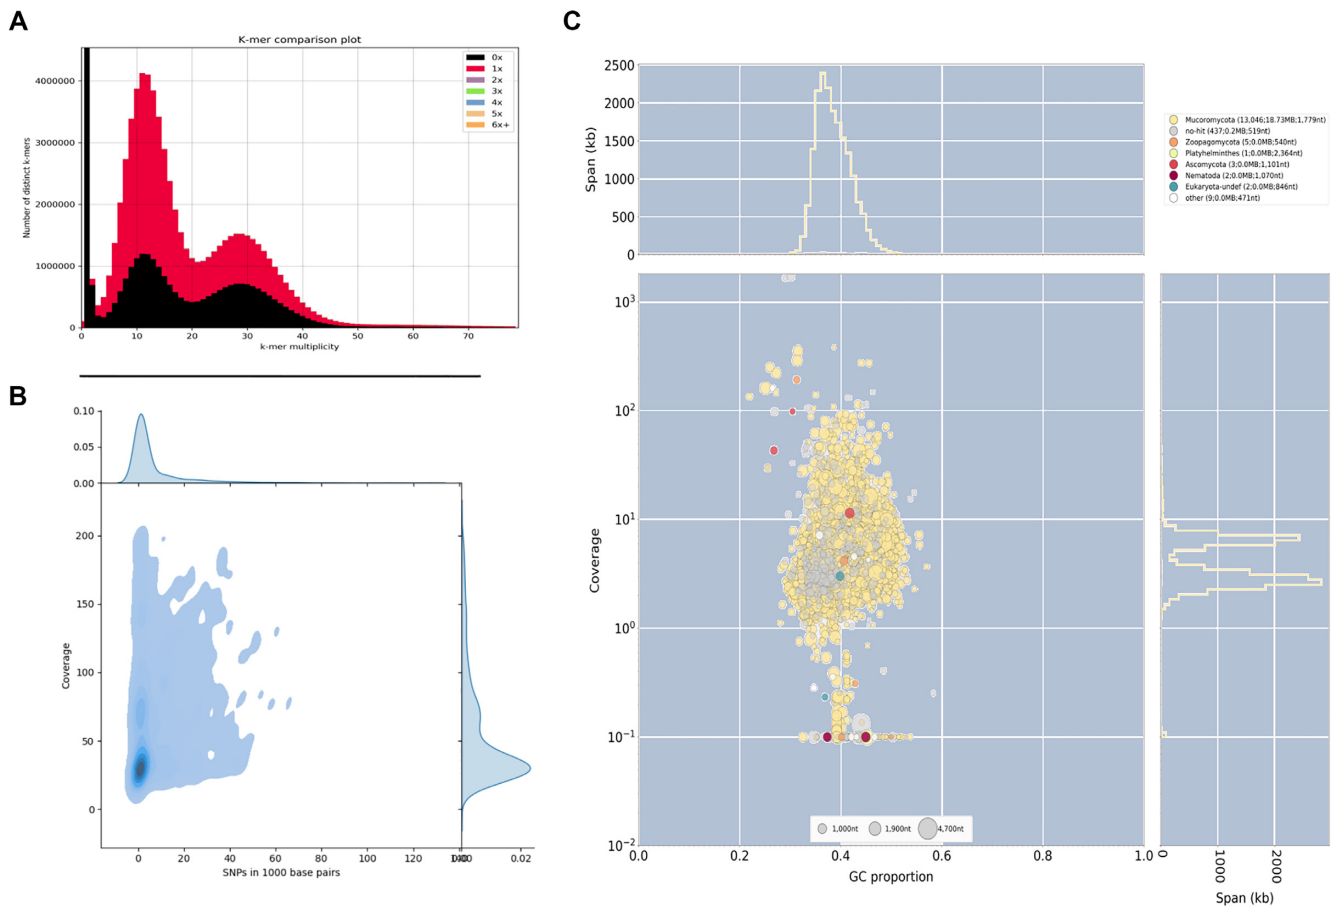 A
K-mer comparison plot
Number of distinct k-mers
4000000
3000000
2000000
1000000
0
0 10 20 30 40 50 60 70
k-mer multiplicity
0x
1x
2x
3x
4x
5x
6x+
B
0.10
0.05
0.00
Coverage
200
150
100
50
0
0 20 40 60 80 100 120
0.02
SNPs in 1000 base pairs
C
Span (kb)
2500
2000
1500
1000
500
0
Mucoromycota (13,046;18.73MB;1,779nt)
no-hit (437;0.2MB;519nt)
Zoopagomycota (5;0.0MB;540nt)
Platyhelminthes (1;0.0MB;2,364nt)
Ascomycota (3;0.0MB;1,101nt)
Nematoda (2;0.0MB;1,070nt)
Eukaryota-undef (2;0.0MB;846nt)
other (9;0.0MB;471nt)
Coverage
10³
10²
10¹
10⁰
10⁻¹
10⁻²
1,000nt 1,900nt 4,700nt
0.0 0.2 0.4 0.6 0.8 1.0
GC proportion
0 1000 2000
Span (kb)